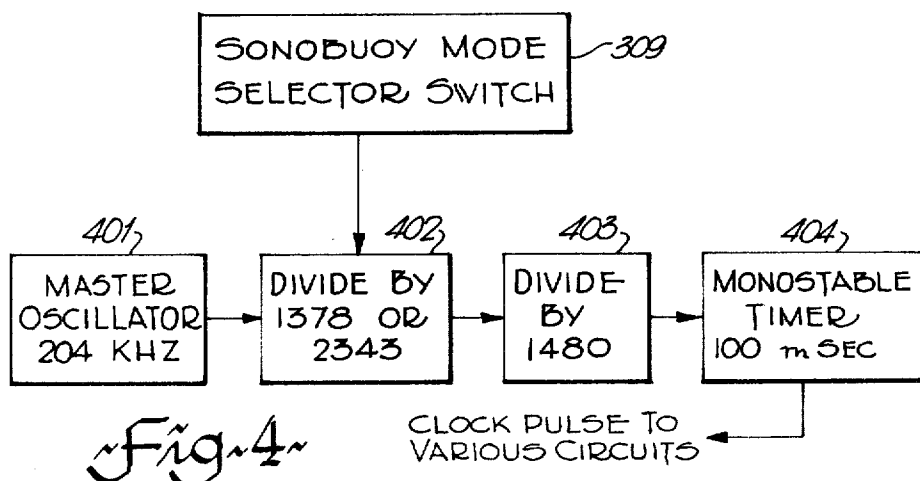 SONOBUOY MODE
SELECTOR SWITCH
309
401
MASTER
OSCILLATOR
204 KHZ
402
DIVIDE BY
1378 OR
2343
403
DIVIDE
BY
1480
404
MONOSTABLE
TIMER
100 m SEC
CLOCK PULSE TO
VARIOUS CIRCUITS
~Fig~4~